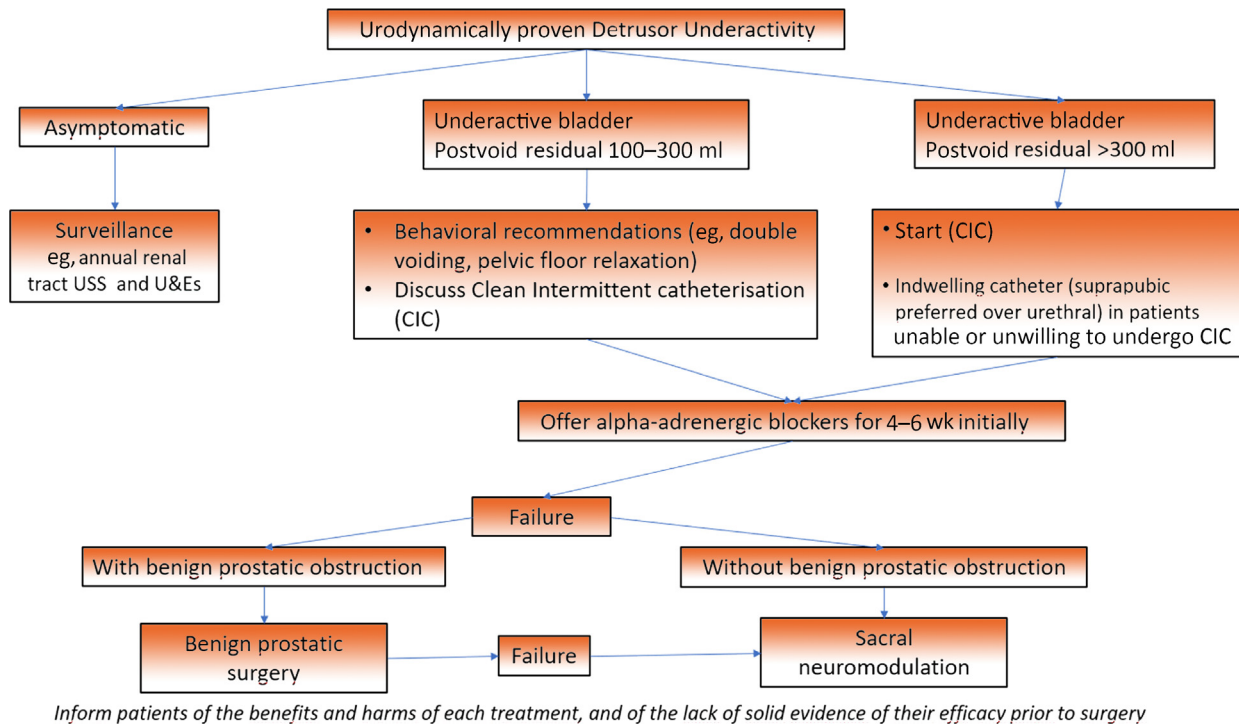 Urodynamically proven Detrusor Underactivity
Asymptomatic
Underactive bladder
Postvoid residual 100–300 ml
Underactive bladder
Postvoid residual >300 ml
Surveillance
eg, annual renal
tract USS and U&Es
• Behavioral recommendations (eg, double
voiding, pelvic floor relaxation)
• Discuss Clean Intermittent catheterisation
(CIC)
• Start (CIC)
• Indwelling catheter (suprapubic
preferred over urethral) in patients
unable or unwilling to undergo CIC
Offer alpha-adrenergic blockers for 4–6 wk initially
Failure
With benign prostatic obstruction
Without benign prostatic obstruction
Benign prostatic
surgery
Failure
Sacral
neuromodulation
Inform patients of the benefits and harms of each treatment, and of the lack of solid evidence of their efficacy prior to surgery